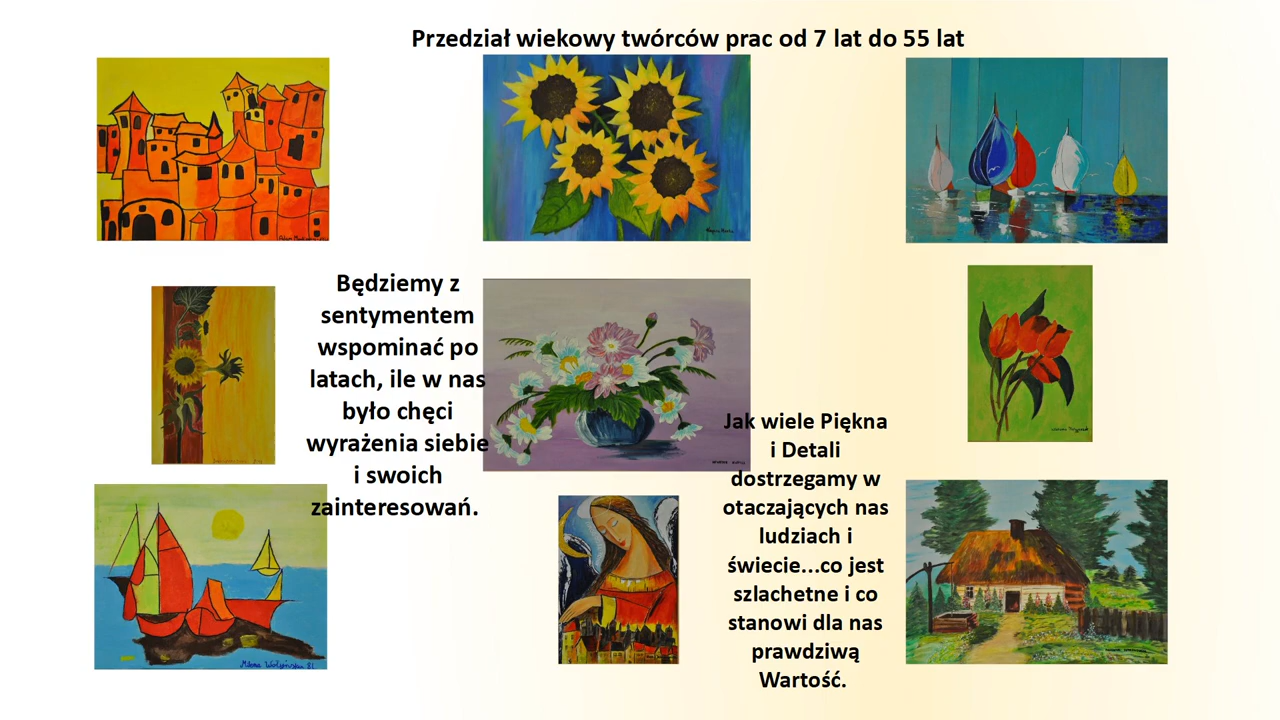 Przedział wiekowy twórców prac od 7 lat do 55 lat
Będziemy z
sentymentem
wspominać po
latach, ile w nas
było chęci
wyrażenia siebie
i swoich
zainteresowań.
Jak wiele Piękna
i Detali
dostrzegamy w
otaczających nas
ludziach i
świecie...co jest
szlachetne i co
stanowi dla nas
prawdziwą
Wartość.